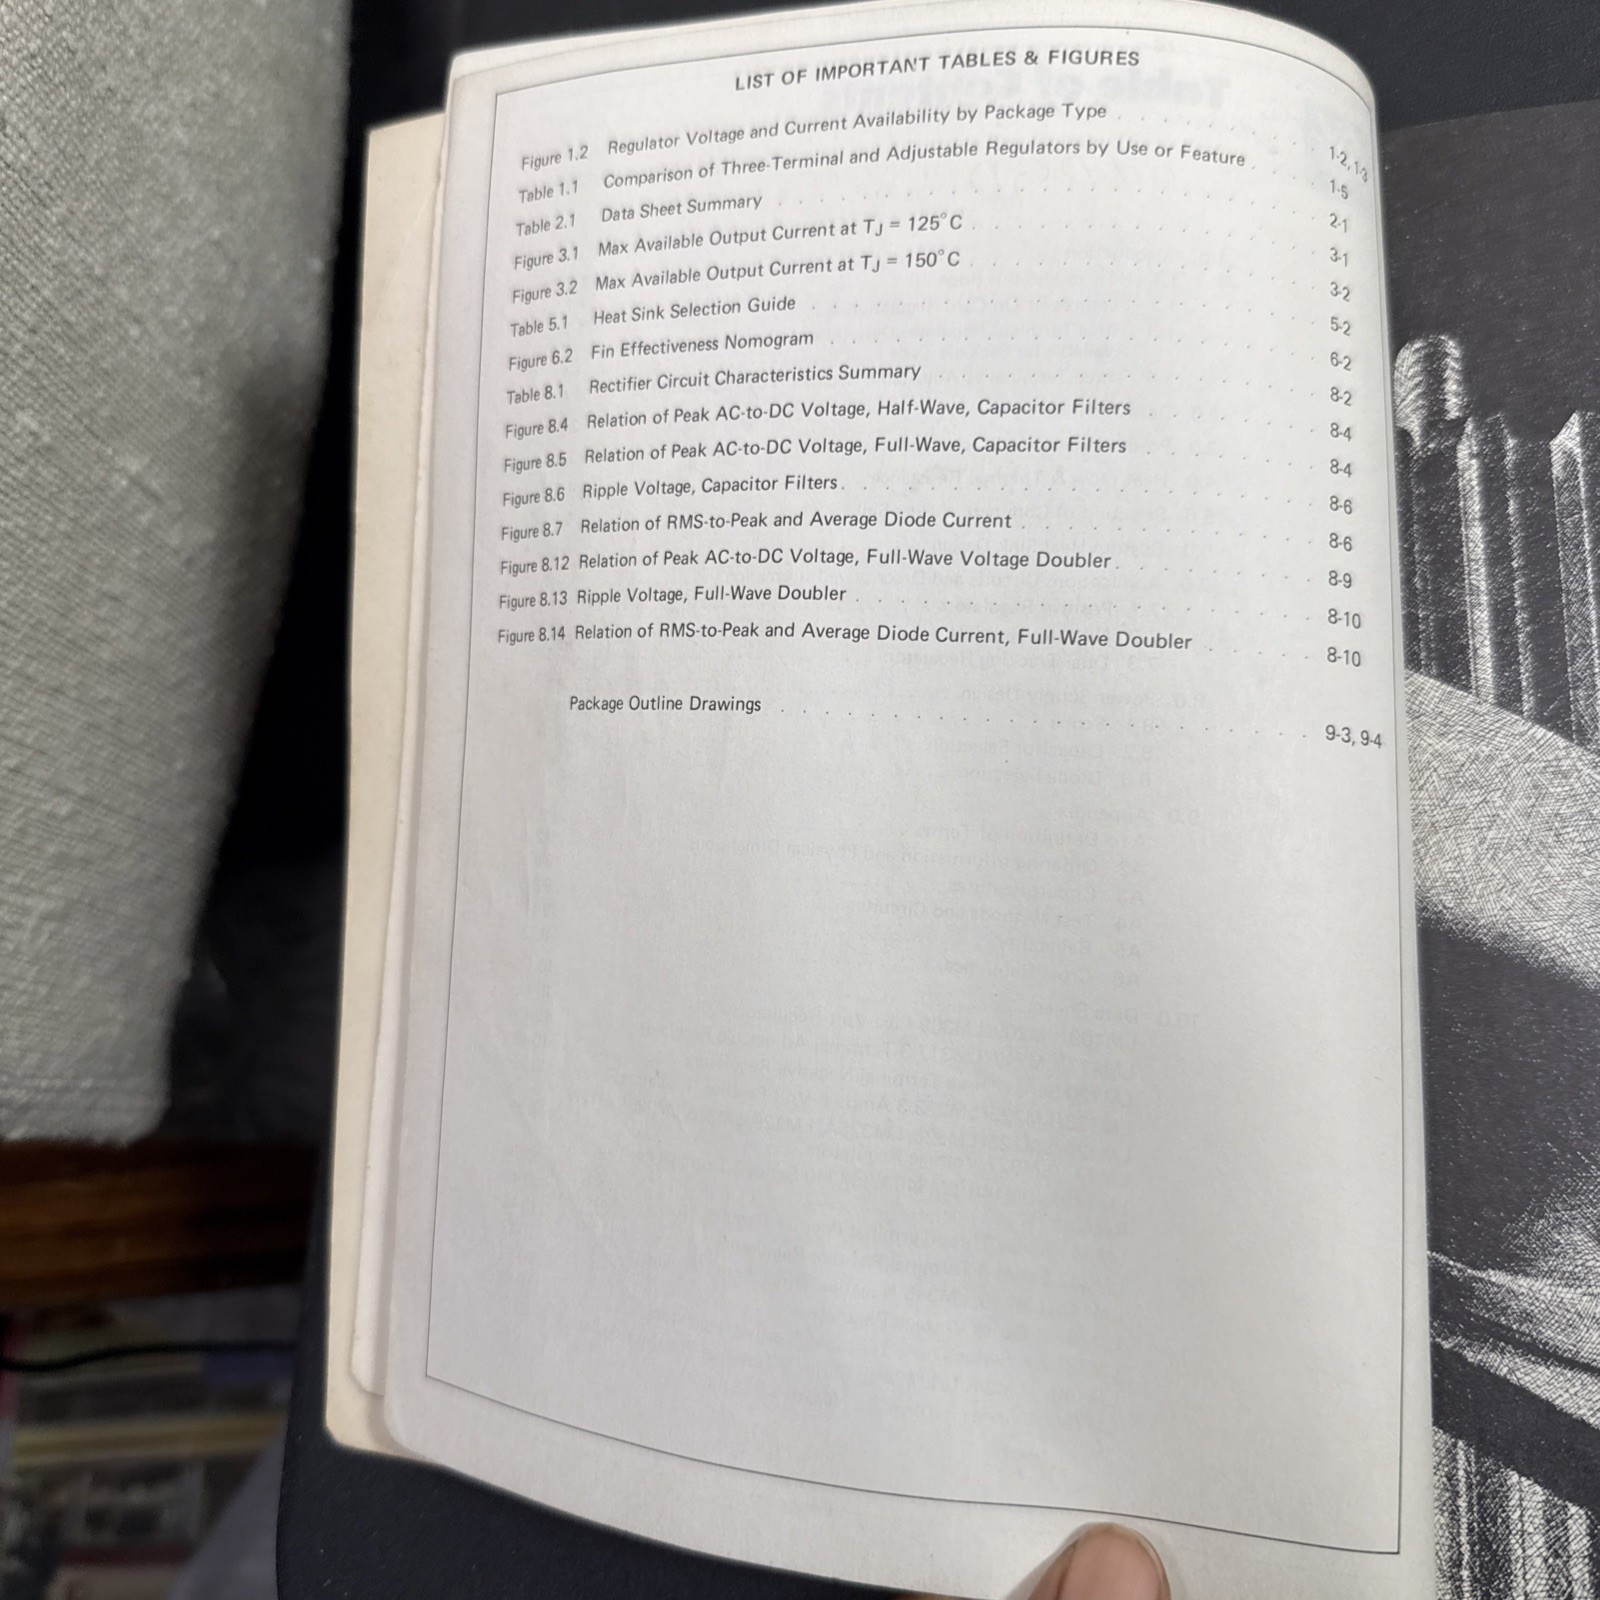 LIST OF IMPORTANT TABLES & FIGURES
Figure 1.2 Regulator Voltage and Current Availability by Package Type . . . . . . . 1-2, 1-3
Table 1.1 Comparison of Three-Terminal and Adjustable Regulators by Use or Feature . . . . 1-5
Table 2.1 Data Sheet Summary . . . . . . . . . . . . . . . . 2-1
Figure 3.1 Max Available Output Current at TJ = 125°C . . . . . . . . . . . 3-1
Figure 3.2 Max Available Output Current at TJ = 150°C . . . . . . . . . . . 3-2
Table 5.1 Heat Sink Selection Guide . . . . . . . . . . . . . . . 5-2
Figure 6.2 Fin Effectiveness Nomogram . . . . . . . . . . . . . . 6-2
Table 8.1 Rectifier Circuit Characteristics Summary . . . . . . . . . . . 8-2
Figure 8.4 Relation of Peak AC-to-DC Voltage, Half-Wave, Capacitor Filters . . . . . 8-4
Figure 8.5 Relation of Peak AC-to-DC Voltage, Full-Wave, Capacitor Filters . . . . . 8-4
Figure 8.6 Ripple Voltage, Capacitor Filters . . . . . . . . . . . . . . 8-6
Figure 8.7 Relation of RMS-to-Peak and Average Diode Current . . . . . . . . . 8-6
Figure 8.12 Relation of Peak AC-to-DC Voltage, Full-Wave Voltage Doubler . . . . . . 8-9
Figure 8.13 Ripple Voltage, Full-Wave Doubler . . . . . . . . . . . . . 8-10
Figure 8.14 Relation of RMS-to-Peak and Average Diode Current, Full-Wave Doubler . . . . 8-10
Package Outline Drawings . . . . . . . . . . . . . . . . 9-3, 9-4